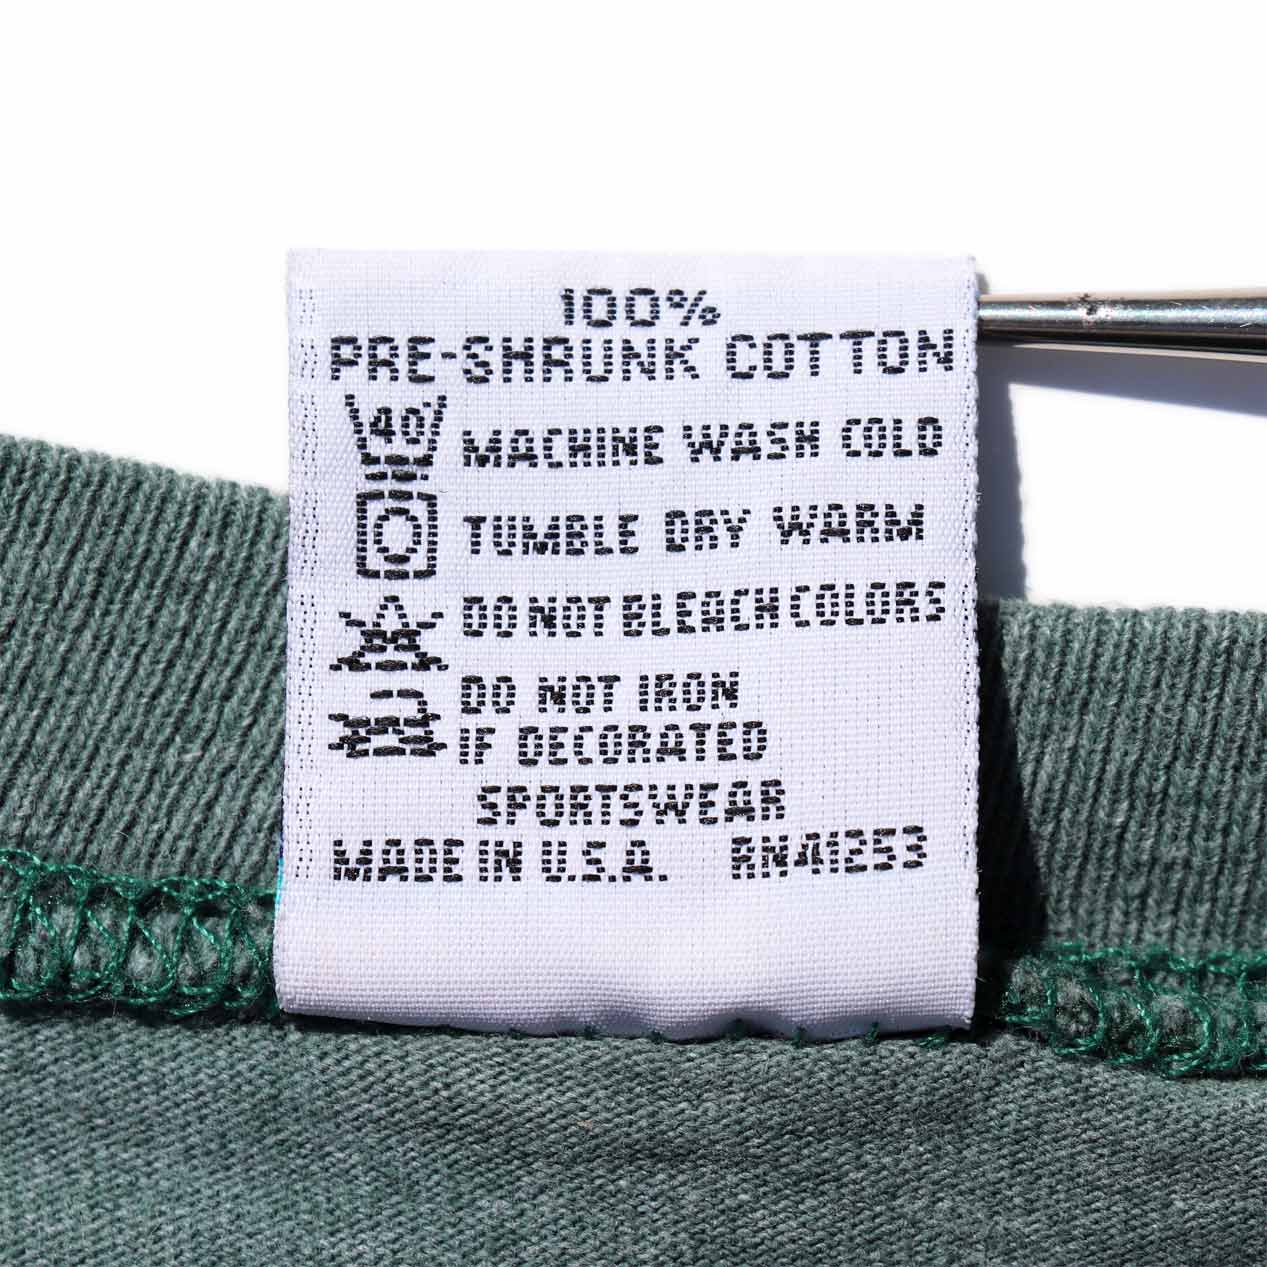 100%
PRE-SHRUNK COTTON
40° MACHINE WASH COLD
TUMBLE DRY WARM
DO NOT BLEACH COLORS
DO NOT IRON
IF DECORATED
SPORTSWEAR
MADE IN U.S.A. RN41253